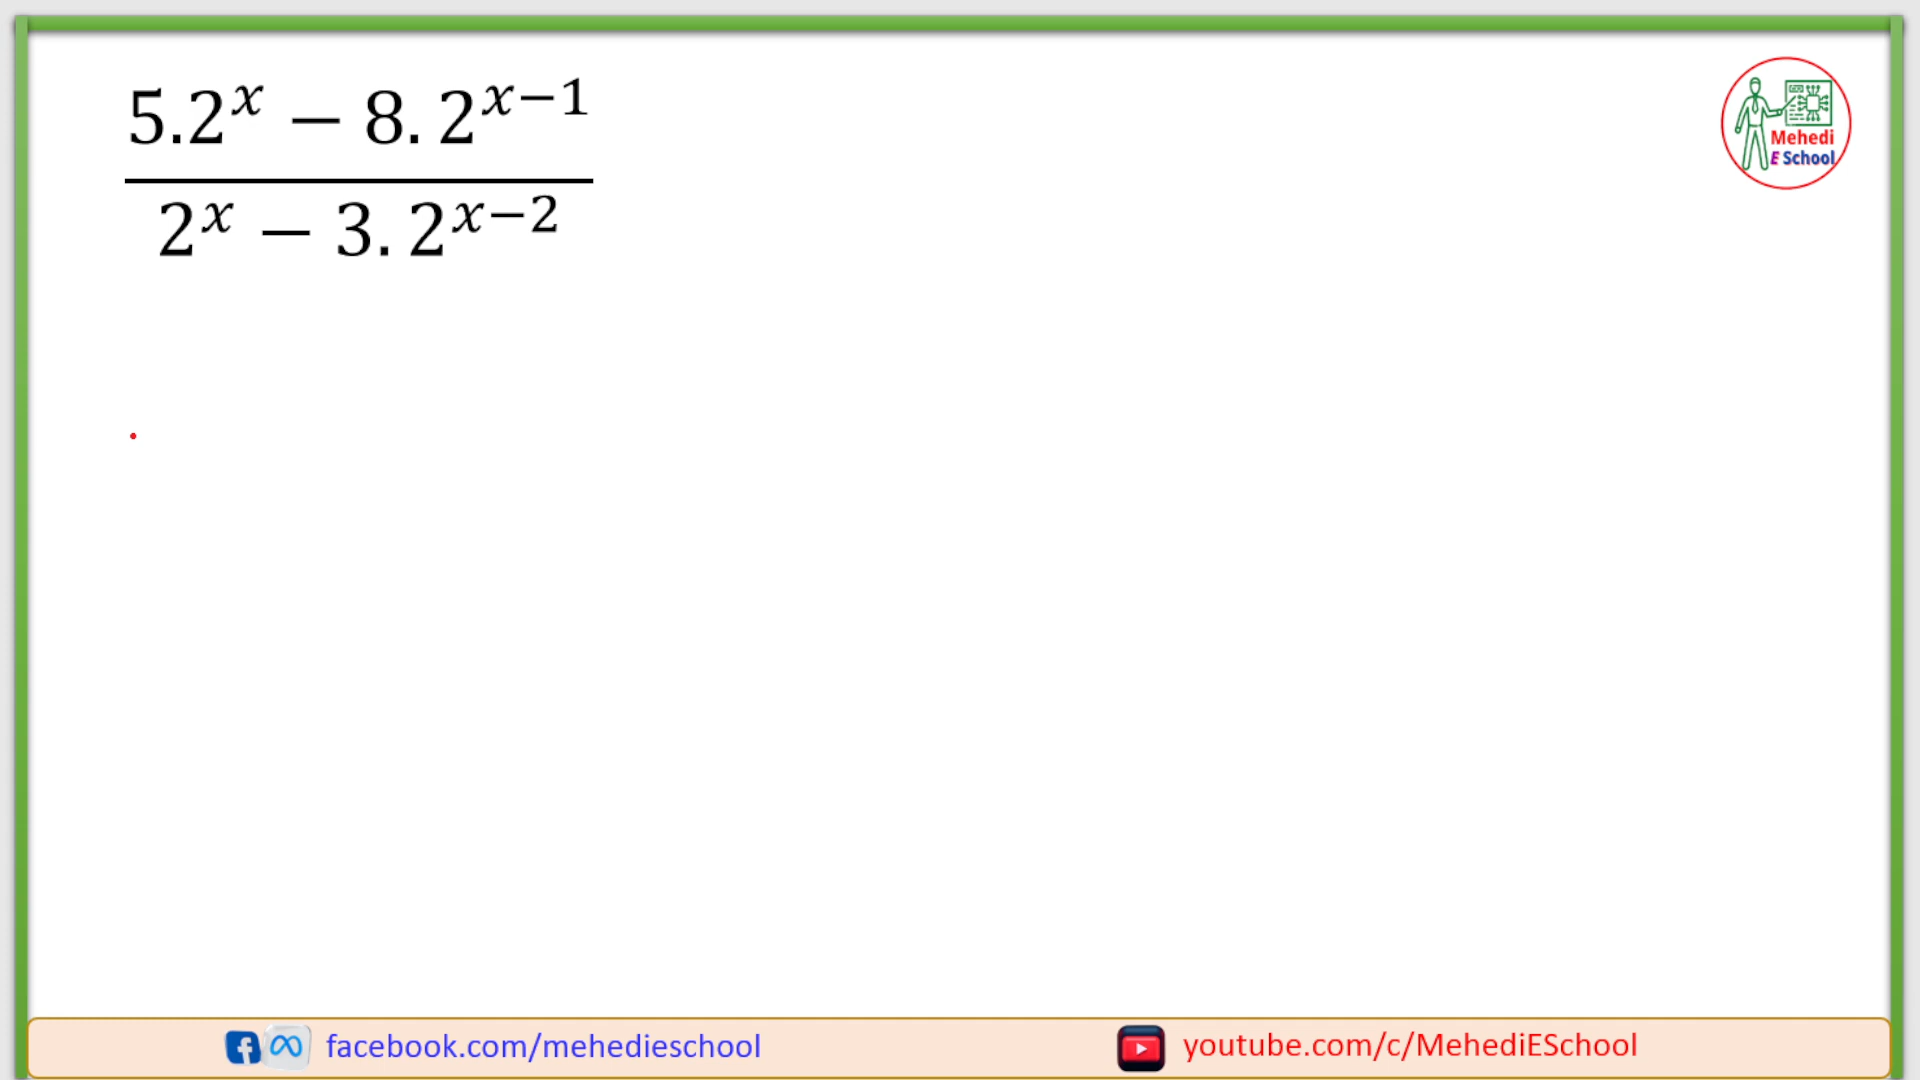 5.2^x − 8. 2^{x−1}
2^x − 3. 2^{x−2}
Mehedi
E School
facebook.com/mehedieschool
youtube.com/c/MehediESchool